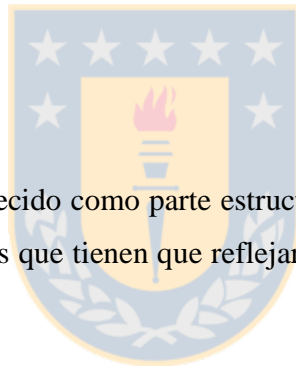 ecido como parte estruct
s que tienen que reflejar